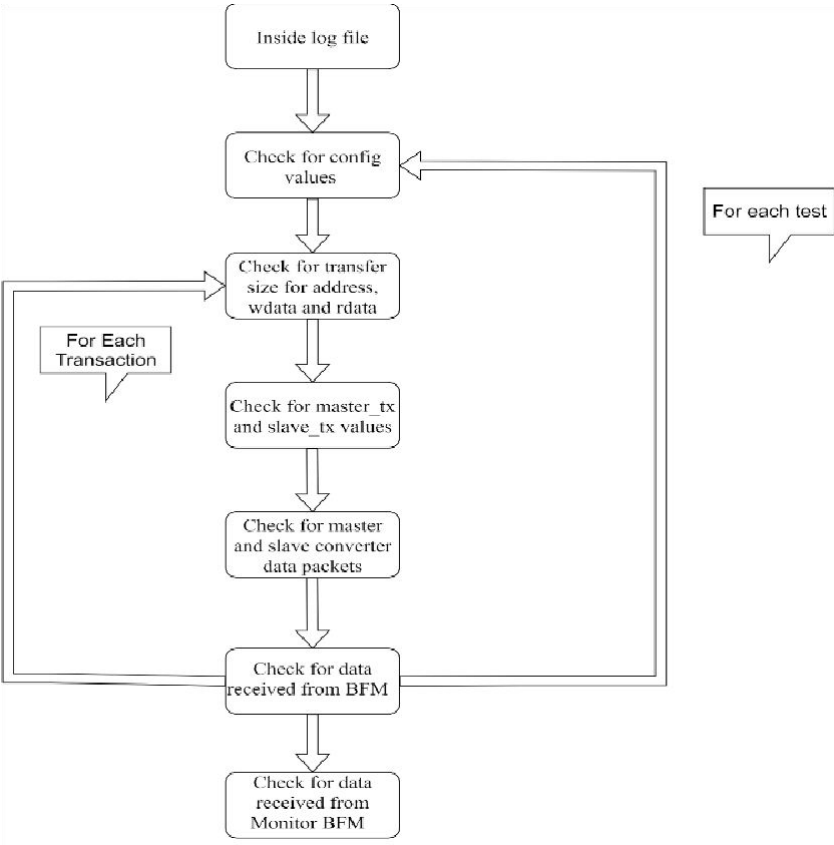 Inside log file
Check for config
values
For each test
Check for transfer
size for address,
wdata and rdata
For Each
Transaction
Check for master_tx
and slave_tx values
Check for master
and slave converter
data packets
Check for data
received from BFM
Check for data
received from
Monitor BFM